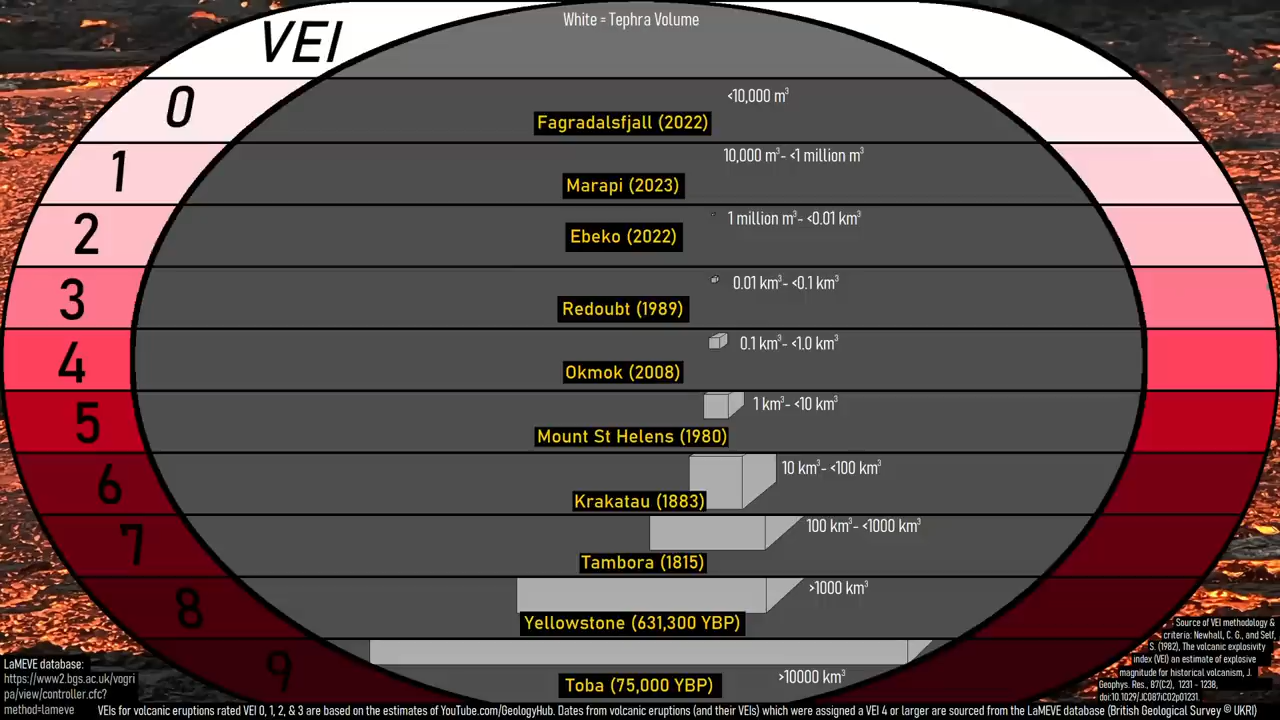 White = Tephra Volume
VEI
0
<10,000 m³
Fagradalsfjall (2022)
1
10,000 m³- <1 million m³
Marapi (2023)
2
1 million m³- <0.01 km³
Ebeko (2022)
3
0.01 km³- <0.1 km³
Redoubt (1989)
4
0.1 km³- <1.0 km³
Okmok (2008)
5
1 km³- <10 km³
Mount St Helens (1980)
6
10 km³- <100 km³
Krakatau (1883)
7
100 km³- <1000 km³
Tambora (1815)
8
>1000 km³
Yellowstone (631,300 YBP)
9
>10000 km³
Toba (75,000 YBP)
LaMEVE database:
https://www2.bgs.ac.uk/vogri
pa/view/controller.cfc?
method=lameve
Source of VEI methodology &
criteria: Newhall, C. G., and Self,
S. (1982), The volcanic explosivity
index (VEI) an estimate of explosive
magnitude for historical volcanism, J.
Geophys. Res., 87(C2), 1231 - 1238,
doi:10.1029/JC087iC02p01231.
VEIs for volcanic eruptions rated VEI 0, 1, 2, & 3 are based on the estimates of YouTube.com/GeologyHub. Dates from volcanic eruptions (and their VEIs) which were assigned a VEI 4 or larger are sourced from the LaMEVE database (British Geological Survey © UKRI)